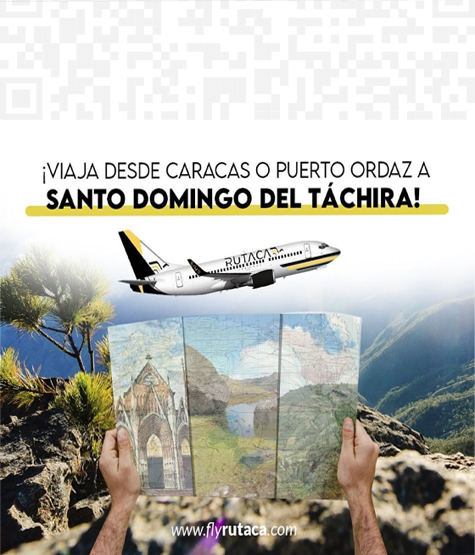 ¡VIAJA DESDE CARACAS O PUERTO ORDAZ A
SANTO DOMINGO DEL TÁCHIRA!
RUTACA
www.flyrutaca.com